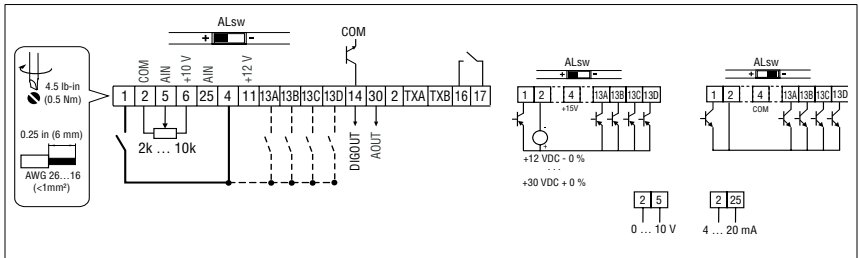 ALsw
+ -
COM
4.5 lb-in
(0.5 Nm)
0.25 in (6 mm)
AWG 26…16
(<1mm²)
COM
AIN
+10 V
AIN
+12 V
1 2 5 6 25 4 11 13A 13B 13C 13D 14 30 2 TXA TXB 16 17
2k … 10k
DIGOUT
AOUT
ALsw
+ -
1 2 4 13A 13B 13C 13D
+15V
+12 VDC - 0 %
. . .
+30 VDC + 0 %
- +
ALsw
+ -
1 2 4 13A 13B 13C 13D
COM
2 5
0 … 10 V
2 25
4 … 20 mA